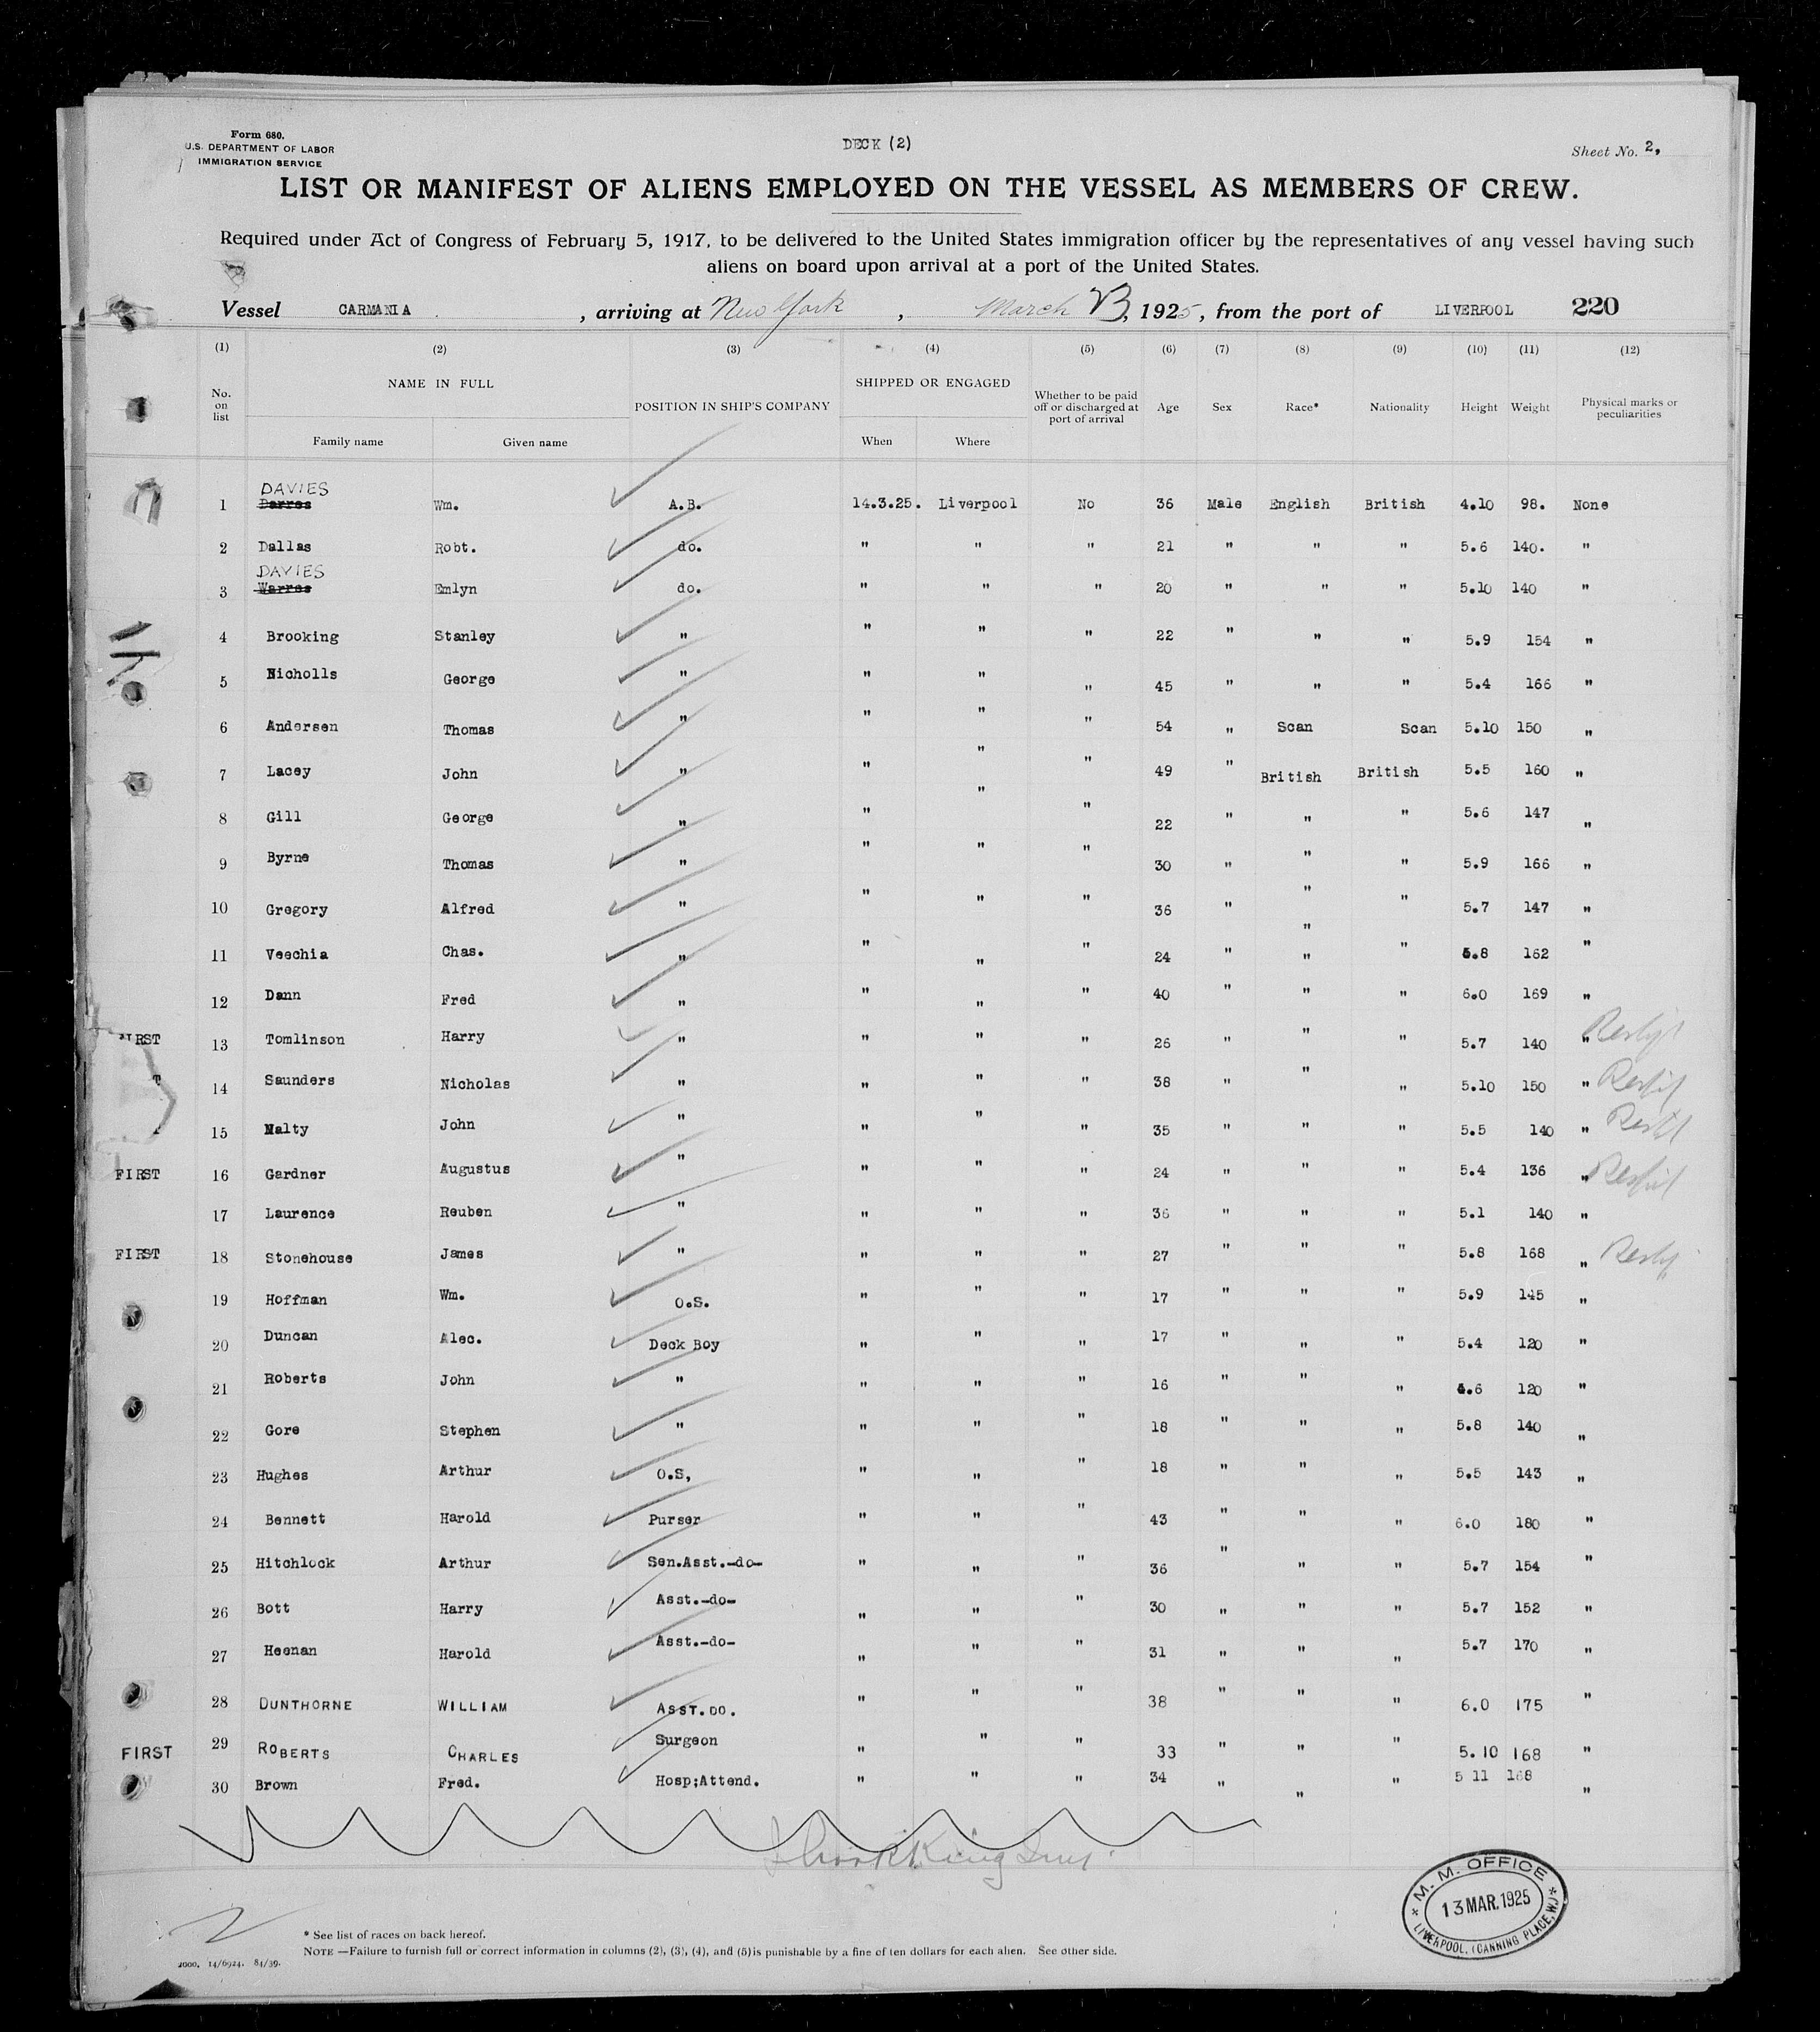 Form 680.
U.S. DEPARTMENT OF LABOR
IMMIGRATION SERVICE
DECK (2)
Sheet No. 2,
LIST OR MANIFEST OF ALIENS EMPLOYED ON THE VESSEL AS MEMBERS OF CREW.
Required under Act of Congress of February 5, 1917, to be delivered to the United States immigration officer by the representatives of any vessel having such
aliens on board upon arrival at a port of the United States.
Vessel CARMANIA , arriving at New York , March , 1925, from the port of LIVERPOOL 220
(1) (2) (3) (4) (5) (6) (7) (8) (9) (10) (11) (12)
No. on list NAME IN FULL POSITION IN SHIP'S COMPANY SHIPPED OR ENGAGED Whether to be paid off or discharged at port of arrival Age Sex Race* Nationality Height Weight Physical marks or peculiarities
Family name Given name When Where
DAVIES
1 Darres Wm. A.B. 14.3.25. Liverpool No 36 Male English British 4.10 98. None
2 Dallas Robt. do. " " " 21 " " " 5.6 140. "
DAVIES
3 Warres Emlyn do. " " " 20 " " " 5.10 140 "
4 Brooking Stanley " " " " 22 " " " 5.9 154 "
5 Nicholls George " " " " 45 " " " 5.4 166 "
6 Andersen Thomas " " " " 54 " Scan Scan 5.10 150 "
7 Lacey John " " " " 49 " British British 5.5 160 "
8 Gill George " " " " 22 " " " 5.6 147 "
9 Byrne Thomas " " " " 30 " " " 5.9 166 "
10 Gregory Alfred " " " " 36 " " " 5.7 147 "
11 Veechia Chas. " " " " 24 " " " 5.8 162 "
12 Dann Fred " " " " 40 " " " 6.0 169 "
13 Tomlinson Harry " " " " 26 " " " 5.7 140 "
14 Saunders Nicholas " " " " 38 " " " 5.10 150 "
15 Nalty John " " " " 35 " " " 5.5 140 "
FIRST 16 Gardner Augustus " " " " 24 " " " 5.4 136 "
17 Laurence Reuben " " " " 36 " " " 5.1 140 "
FIRST 18 Stonehouse James " " " " 27 " " " 5.8 168 "
19 Hoffman Wm. O.S. " " " 17 " " " 5.9 145 "
20 Duncan Alec. Deck Boy " " " 17 " " " 5.4 120 "
21 Roberts John " " " " 16 " " " 4.6 120 "
22 Gore Stephen " " " " 18 " " " 5.8 140 "
23 Hughes Arthur O.S, " " " 18 " " " 5.5 143 "
24 Bennett Harold Purser " " " 43 " " " 6.0 180 "
25 Hitchlock Arthur Sen.Asst.-do- " " " 36 " " " 5.7 154 "
26 Bott Harry Asst.-do- " " " 30 " " " 5.7 152 "
27 Heenan Harold Asst.-do- " " " 31 " " " 5.7 170 "
28 DUNTHORNE WILLIAM ASST.DO. " " " 38 " " " 6.0 175 "
FIRST 29 ROBERTS CHARLES Surgeon " " " 33 " " " 5.10 168 "
30 Brown Fred. Hosp;Attend. " " " 34 " " " 5 11 168 "
M. M. OFFICE
13 MAR. 1925
LIVERPOOL, (CANNING PLACE, W.)
* See list of races on back hereof.
NOTE —Failure to furnish full or correct information in columns (2), (3), (4), and (5) is punishable by a fine of ten dollars for each alien. See other side.
2000. 14/6924. 84/39.